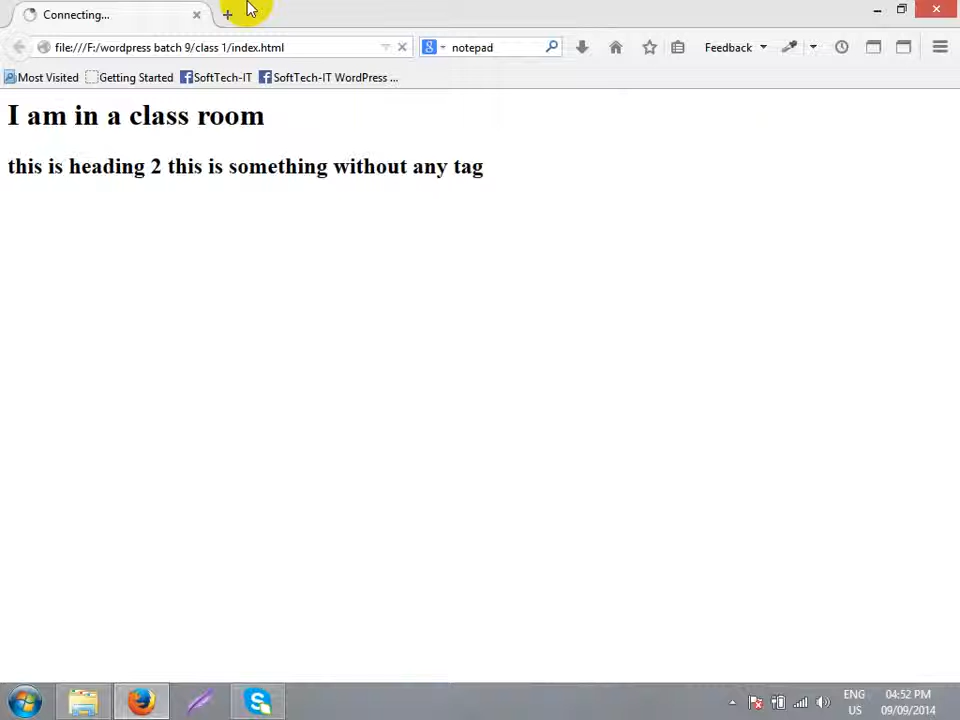 Connecting...
file:///F:/wordpress batch 9/class 1/index.html
notepad
Feedback
Most Visited
Getting Started
SoftTech-IT
SoftTech-IT WordPress ...
I am in a class room
this is heading 2 this is something without any tag
ENG
US
04:52 PM
09/09/2014